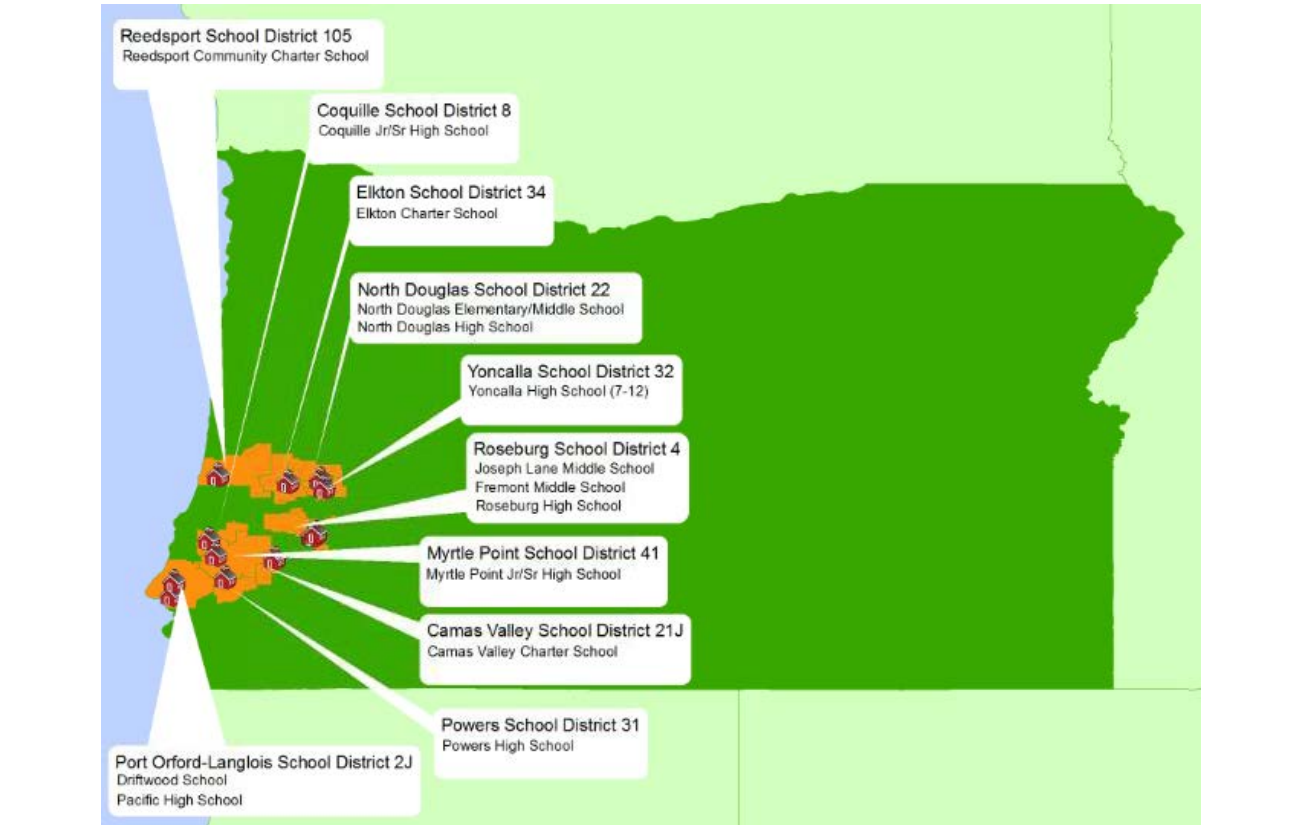 Reedsport School District 105
Reedsport Community Charter School
Coquille School District 8
Coquille Jr/Sr High School
Elkton School District 34
Elkton Charter School
North Douglas School District 22
North Douglas Elementary/Middle School
North Douglas High School
Yoncalla School District 32
Yoncalla High School (7-12)
Roseburg School District 4
Joseph Lane Middle School
Fremont Middle School
Roseburg High School
Myrtle Point School District 41
Myrtle Point Jr/Sr High School
Camas Valley School District 21J
Camas Valley Charter School
Powers School District 31
Powers High School
Port Orford-Langlois School District 2J
Driftwood School
Pacific High School